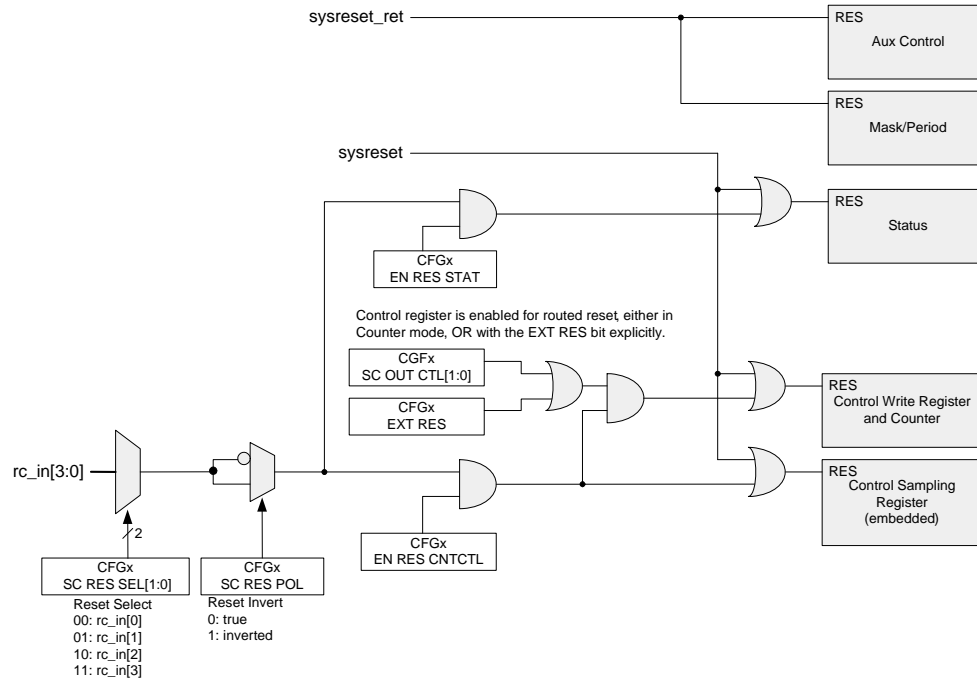 sysreset_ret
RES
Aux Control
RES
Mask/Period
sysreset
RES
Status
CFGx
EN RES STAT
Control register is enabled for routed reset, either in
Counter mode, OR with the EXT RES bit explicitly.
CGFx
SC OUT CTL[1:0]
CFGx
EXT RES
RES
Control Write Register
and Counter
rc_in[3:0]
RES
Control Sampling
Register
(embedded)
2
CFGx
EN RES CNTCTL
CFGx
SC RES SEL[1:0]
CFGx
SC RES POL
Reset Select
00: rc_in[0]
01: rc_in[1]
10: rc_in[2]
11: rc_in[3]
Reset Invert
0: true
1: inverted